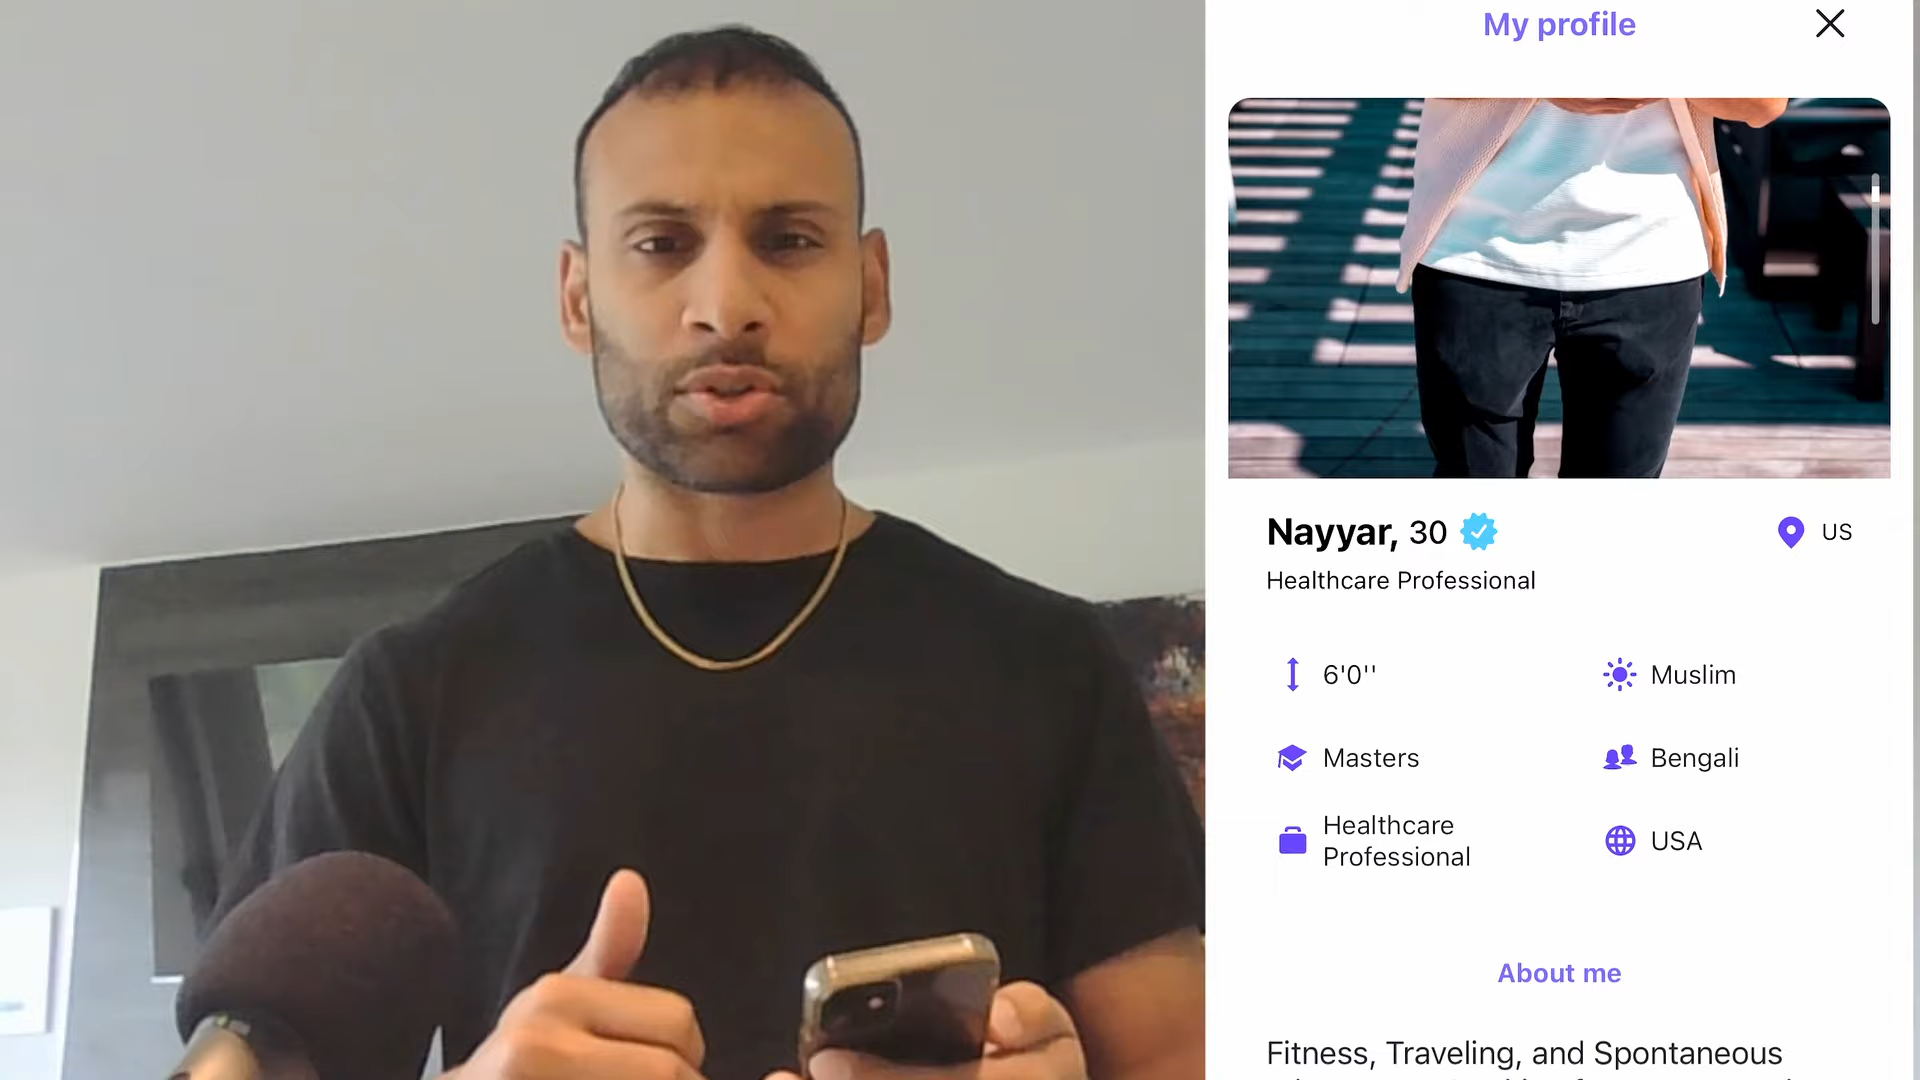 My profile
Nayyar, 30
US
Healthcare Professional
6'0''
Muslim
Masters
Bengali
Healthcare
Professional
USA
About me
Fitness, Traveling, and Spontaneous